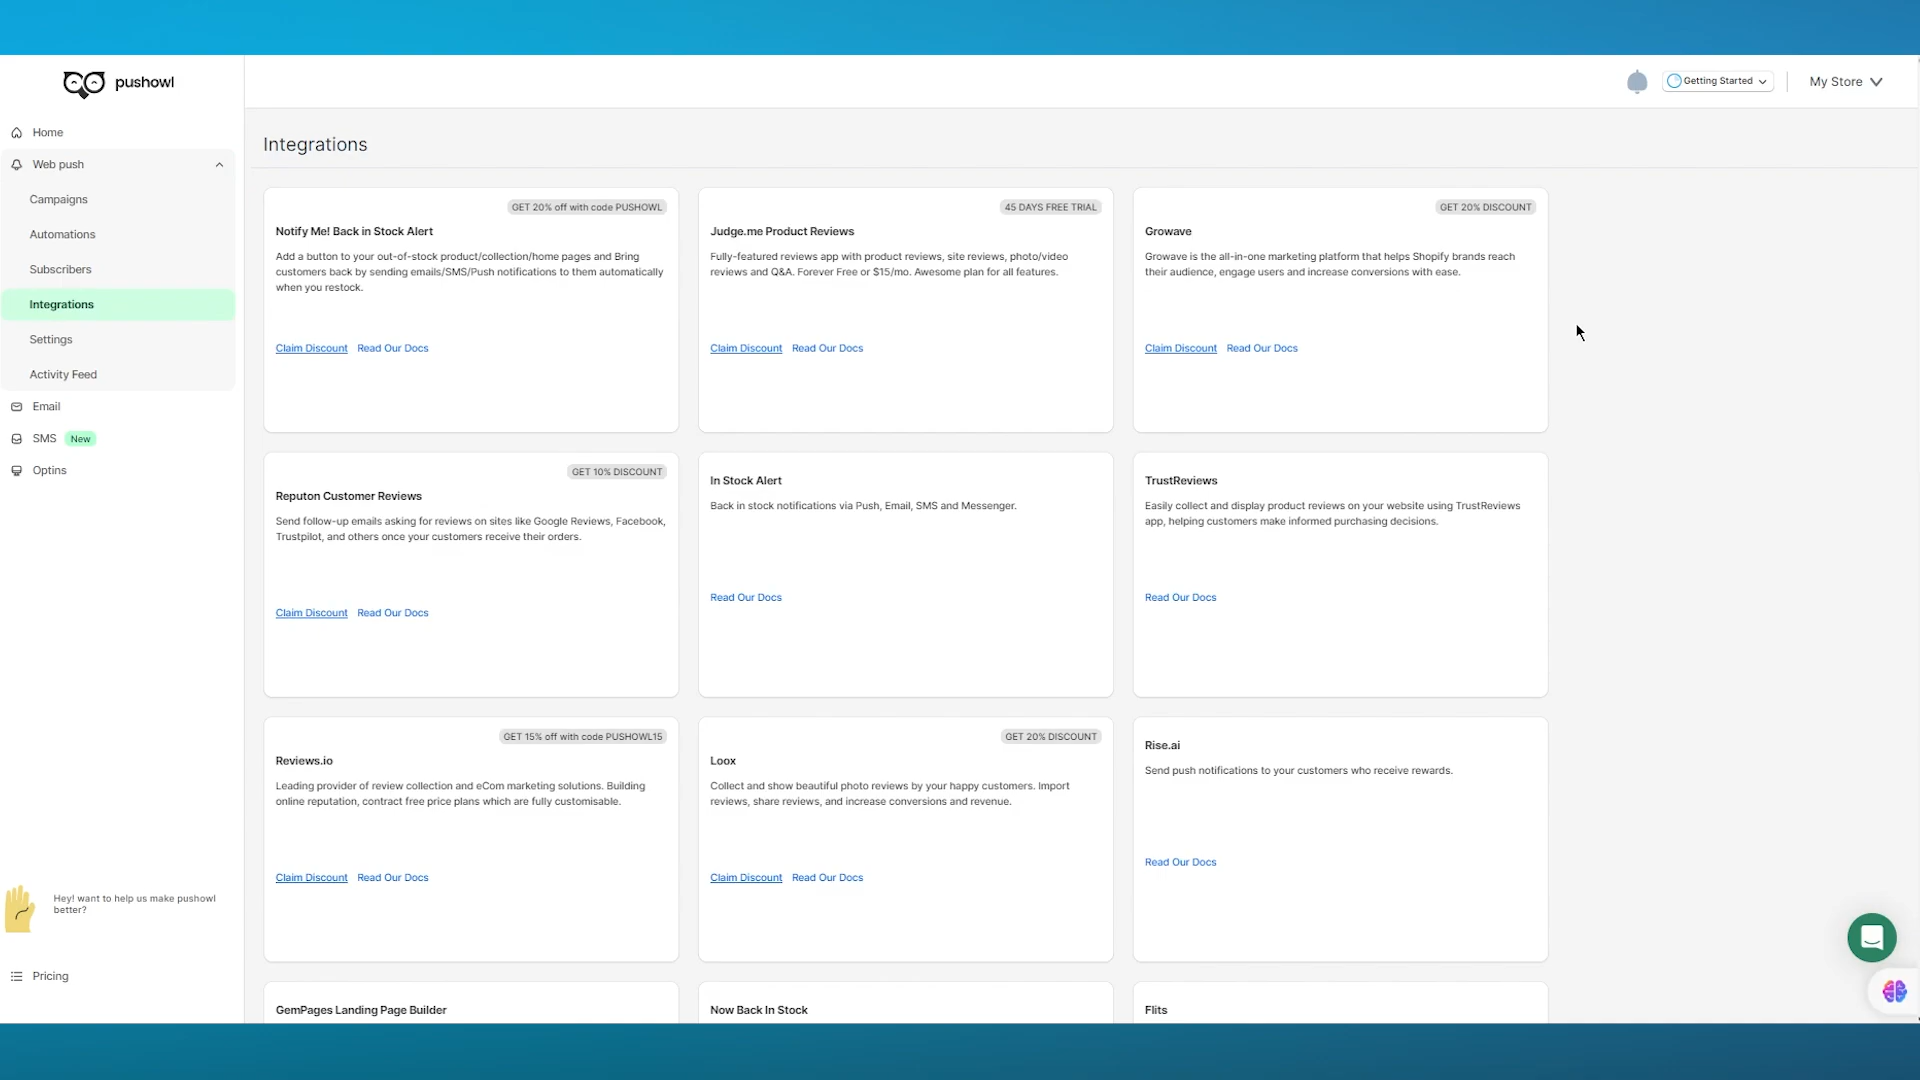 pushowl
Getting Started
My Store
Home
Web push
Campaigns
Automations
Subscribers
Integrations
Settings
Activity Feed
Email
SMS New
Optins
Hey! want to help us make pushowl
better?
Pricing
Integrations
GET 20% off with code PUSHOWL
Notify Me! Back in Stock Alert
Add a button to your out-of-stock product/collection/home pages and Bring
customers back by sending emails/SMS/Push notifications to them automatically
when you restock.
Claim Discount Read Our Docs
45 DAYS FREE TRIAL
Judge.me Product Reviews
Fully-featured reviews app with product reviews, site reviews, photo/video
reviews and Q&A. Forever Free or $15/mo. Awesome plan for all features.
Claim Discount Read Our Docs
GET 20% DISCOUNT
Growave
Growave is the all-in-one marketing platform that helps Shopify brands reach
their audience, engage users and increase conversions with ease.
Claim Discount Read Our Docs
GET 10% DISCOUNT
Reputon Customer Reviews
Send follow-up emails asking for reviews on sites like Google Reviews, Facebook,
Trustpilot, and others once your customers receive their orders.
Claim Discount Read Our Docs
In Stock Alert
Back in stock notifications via Push, Email, SMS and Messenger.
Read Our Docs
TrustReviews
Easily collect and display product reviews on your website using TrustReviews
app, helping customers make informed purchasing decisions.
Read Our Docs
GET 15% off with code PUSHOWL15
Reviews.io
Leading provider of review collection and eCom marketing solutions. Building
online reputation, contract free price plans which are fully customisable.
Claim Discount Read Our Docs
GET 20% DISCOUNT
Loox
Collect and show beautiful photo reviews by your happy customers. Import
reviews, share reviews, and increase conversions and revenue.
Claim Discount Read Our Docs
Rise.ai
Send push notifications to your customers who receive rewards.
Read Our Docs
GemPages Landing Page Builder
Now Back In Stock
Flits